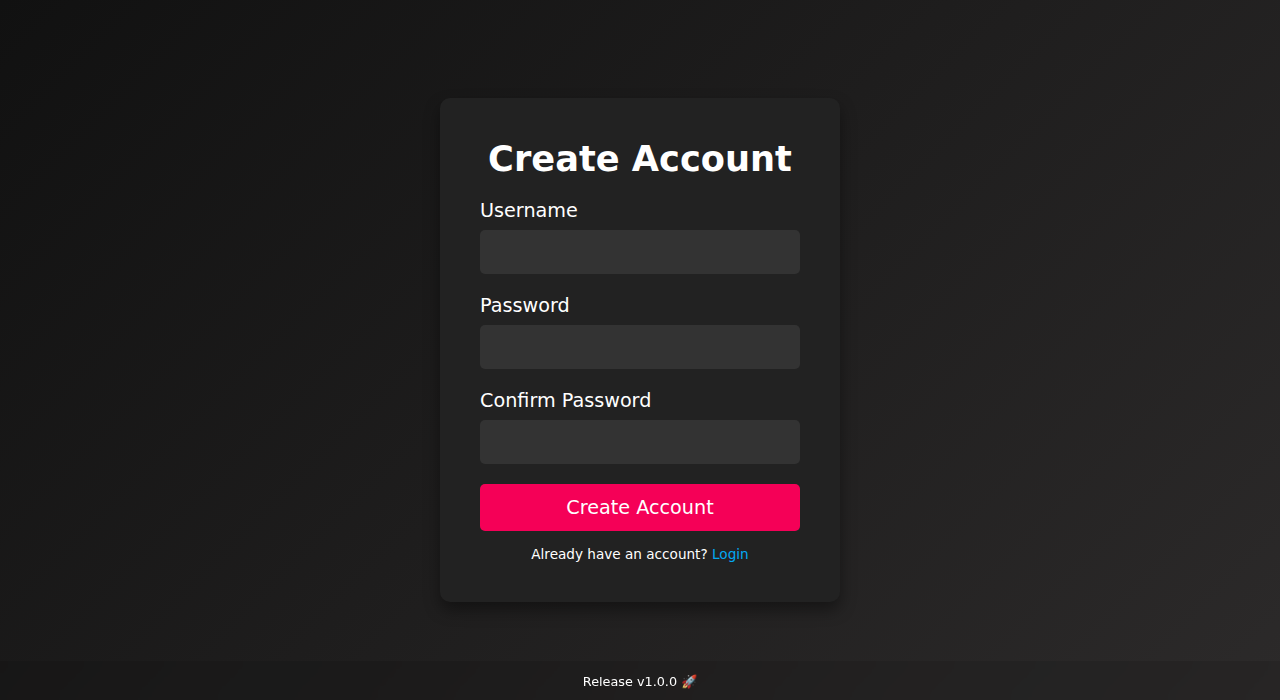 Create Account
Username
Password
Confirm Password
Create Account
Already have an account? Login
Release v1.0.0 🚀